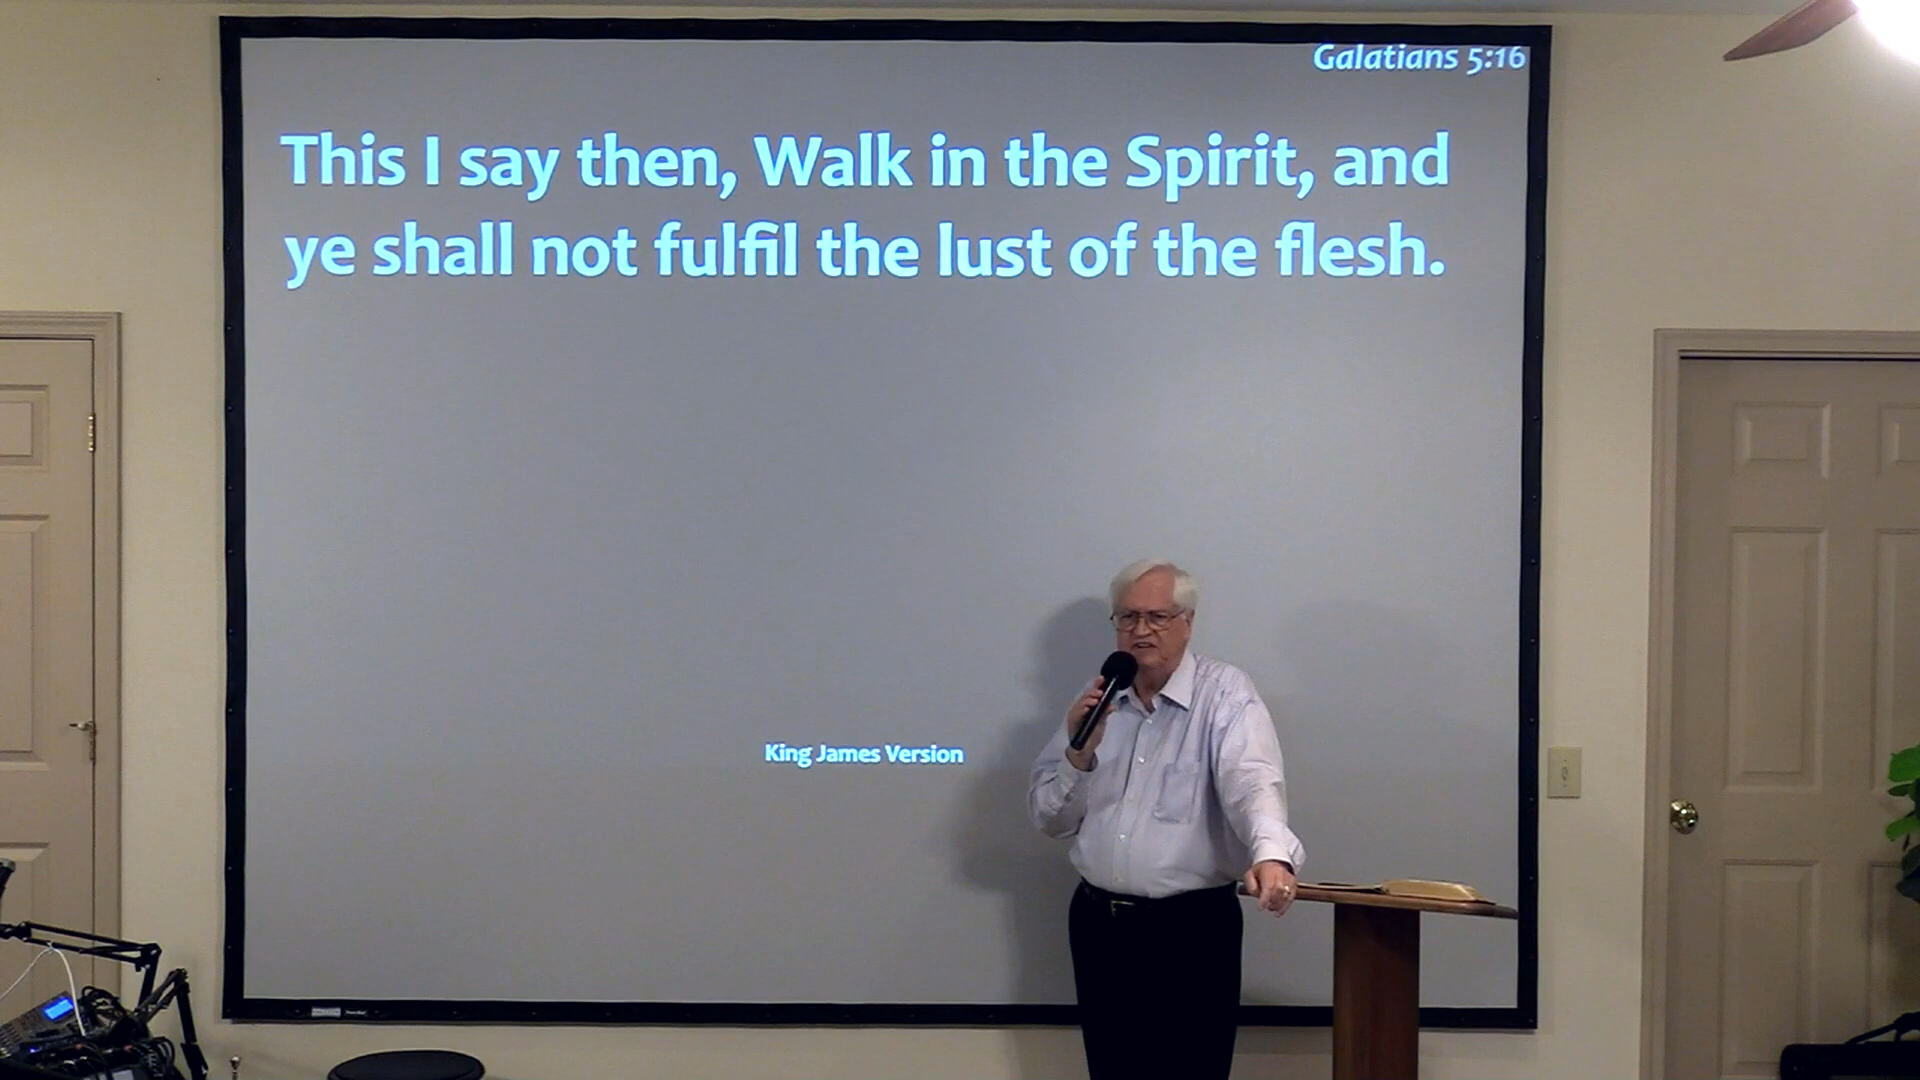 Galatians 5:16
This I say then, Walk in the Spirit, and
ye shall not fulfil the lust of the flesh.
King James Version